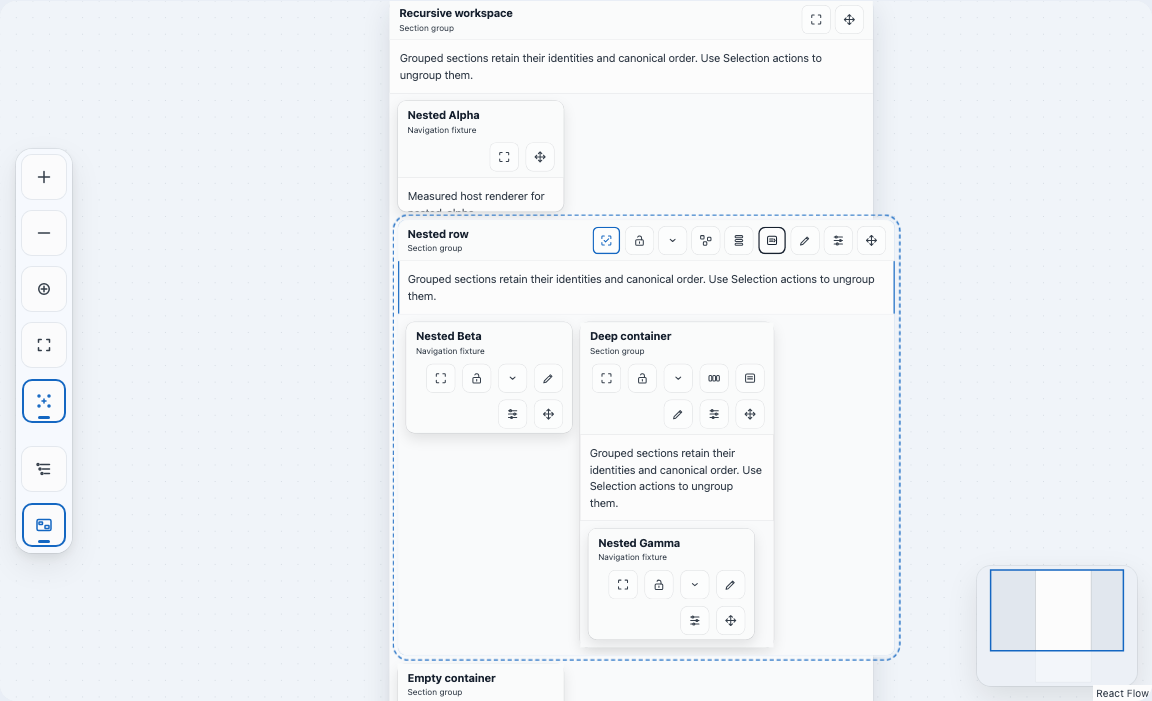 Recursive workspace
Section group
Grouped sections retain their identities and canonical order. Use Selection actions to
ungroup them.
Nested Alpha
Navigation fixture
Measured host renderer for
nested-alpha
Nested row
Section group
Grouped sections retain their identities and canonical order. Use Selection actions to ungroup
them.
Nested Beta
Navigation fixture
Deep container
Section group
Grouped sections retain their
identities and canonical order. Use
Selection actions to ungroup
them.
Nested Gamma
Navigation fixture
Empty container
Section group
React Flow